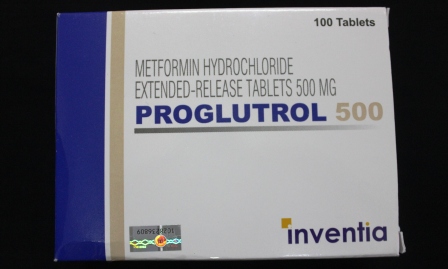 100 Tablets
METFORMIN HYDROCHLORIDE
EXTENDED-RELEASE TABLETS 500 MG
PROGLUTROL 500
inventia